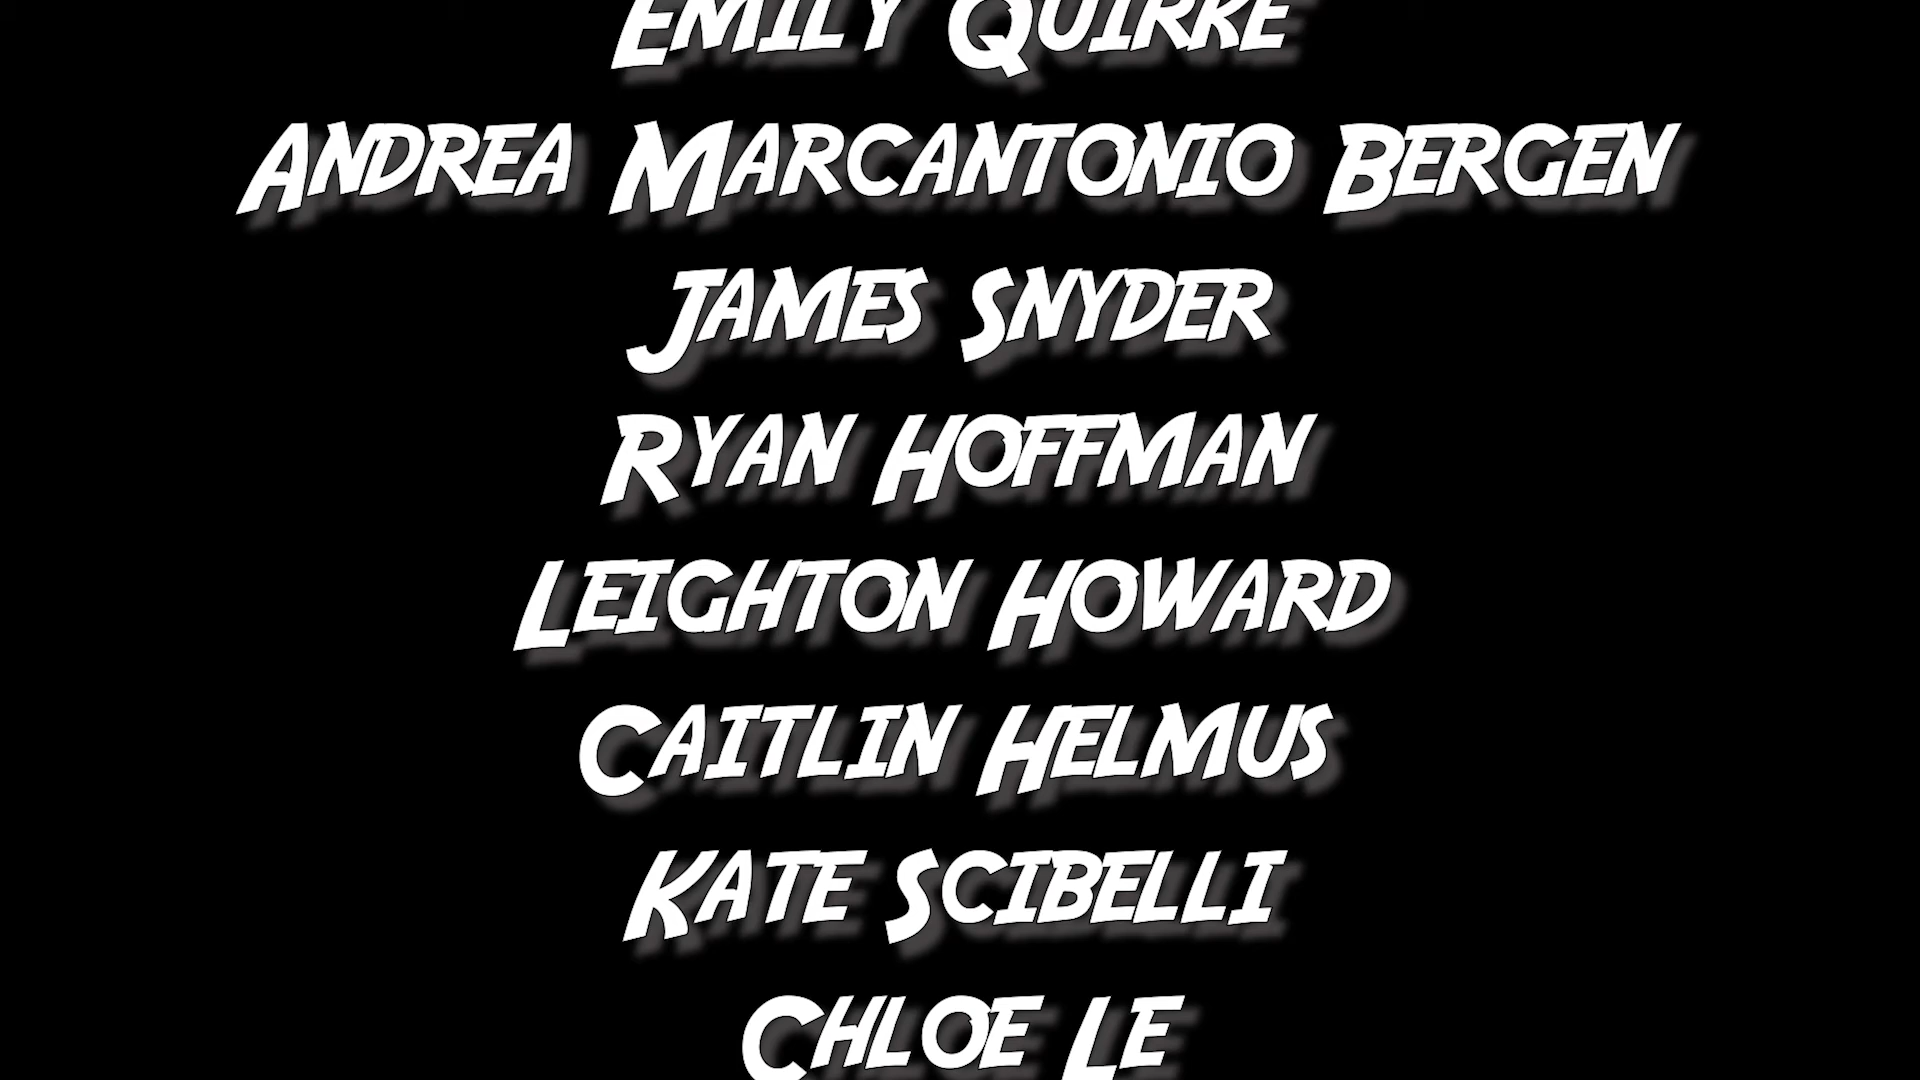 Emily Quirke
Andrea Marcantonio Bergen
James Snyder
Ryan Hoffman
Leighton Howard
Caitlin Helmus
Kate Scibelli
Chloe Le